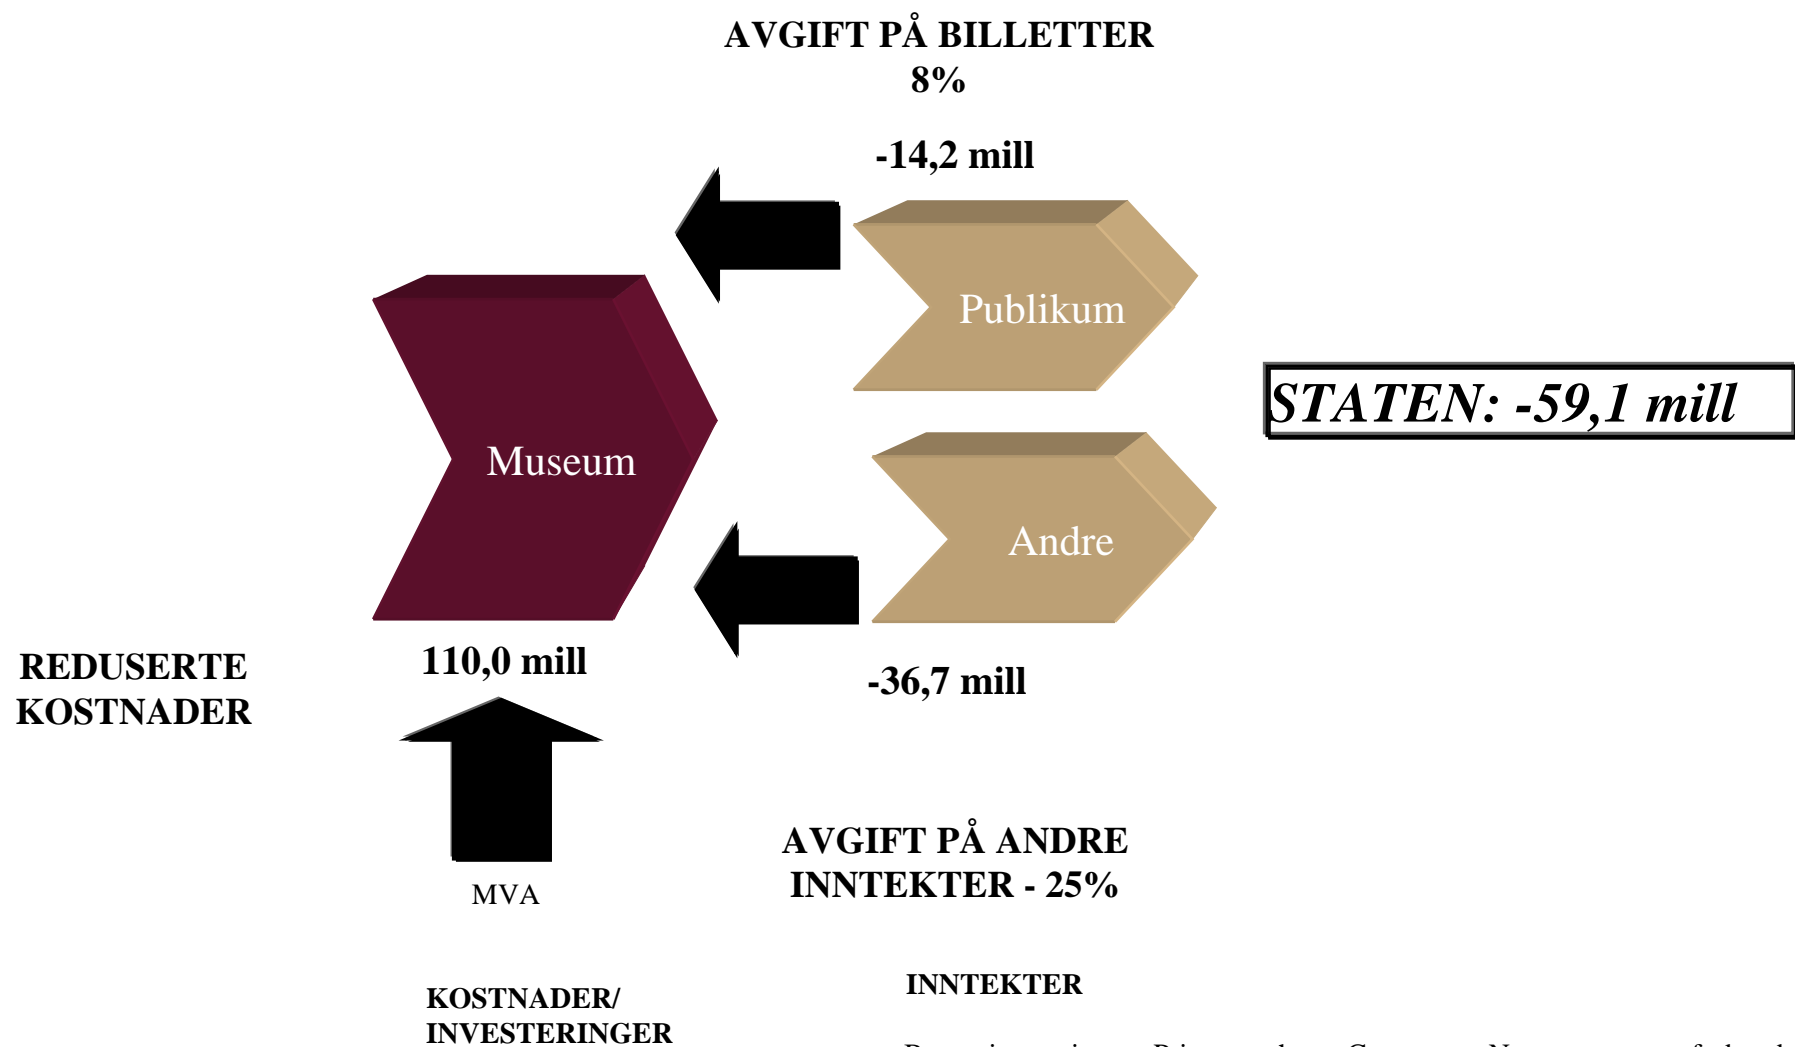 AVGIFT PÅ BILLETTER
8%
-14,2 mill
Publikum
STATEN: -59,1 mill
Museum
Andre
REDUSERTE
KOSTNADER
110,0 mill
-36,7 mill
MVA
AVGIFT PÅ ANDRE
INNTEKTER - 25%
KOSTNADER/
INVESTERINGER
INNTEKTER